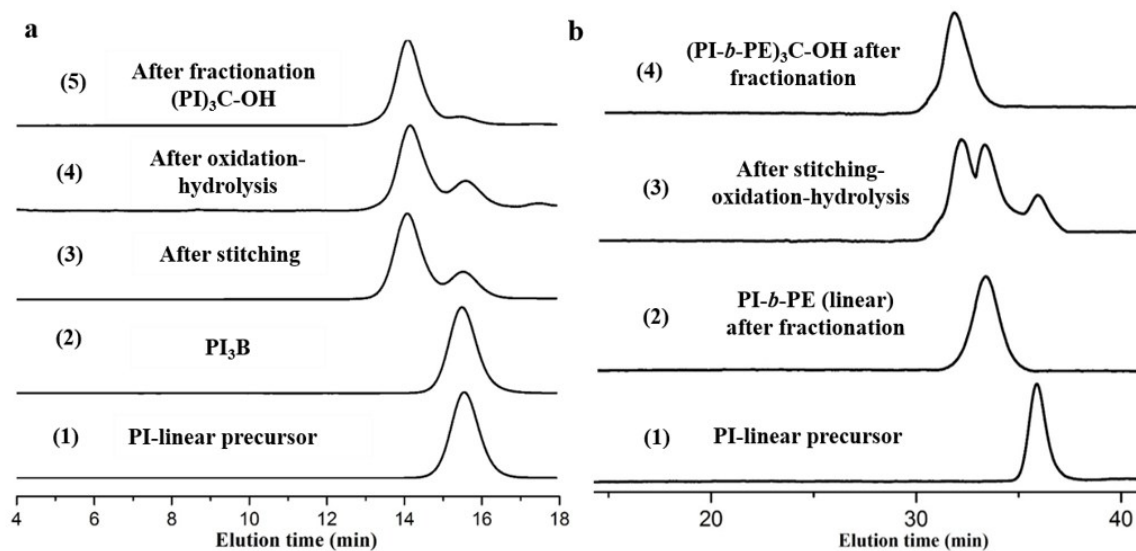 a
(5)
After fractionation
(PI)₃C-OH
(4)
After oxidation-
hydrolysis
(3)
After stitching
(2)
PI₃B
(1)
PI-linear precursor
4 6 8 10 12 14 16 18
Elution time (min)
b
(4)
(PI-b-PE)₃C-OH after
fractionation
(3)
After stitching-
oxidation-hydrolysis
(2)
PI-b-PE (linear)
after fractionation
(1)
PI-linear precursor
20 30 40
Elution time (min)